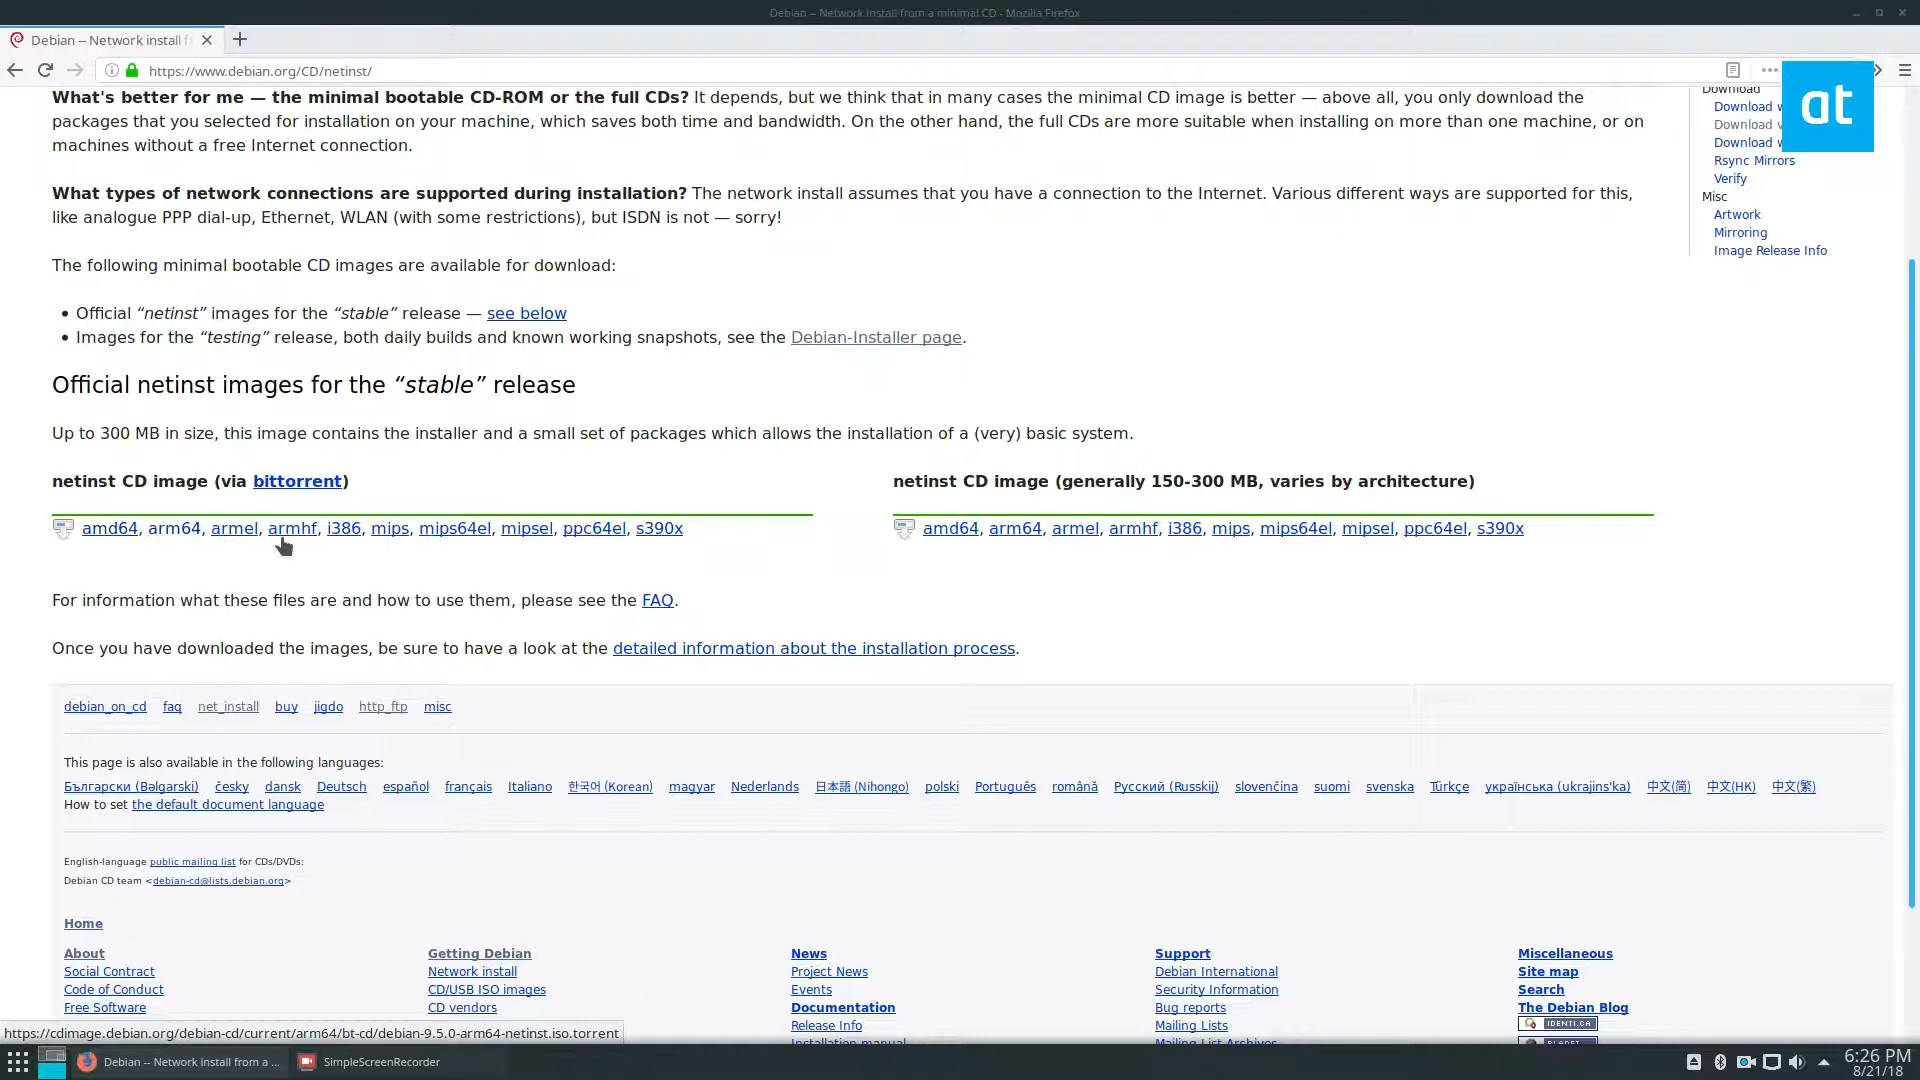 Debian -- Network install from a minimal CD - Mozilla Firefox
Debian -- Network install f
https://www.debian.org/CD/netinst/
at
What's better for me — the minimal bootable CD-ROM or the full CDs? It depends, but we think that in many cases the minimal CD image is better — above all, you only download the
packages that you selected for installation on your machine, which saves both time and bandwidth. On the other hand, the full CDs are more suitable when installing on more than one machine, or on
machines without a free Internet connection.
What types of network connections are supported during installation? The network install assumes that you have a connection to the Internet. Various different ways are supported for this,
like analogue PPP dial-up, Ethernet, WLAN (with some restrictions), but ISDN is not — sorry!
The following minimal bootable CD images are available for download:
• Official “netinst” images for the “stable” release — see below
• Images for the “testing” release, both daily builds and known working snapshots, see the Debian-Installer page.
Download
Download
Download
Download
Rsync Mirrors
Verify
Misc
Artwork
Mirroring
Image Release Info
Official netinst images for the “stable” release
Up to 300 MB in size, this image contains the installer and a small set of packages which allows the installation of a (very) basic system.
netinst CD image (via bittorrent)
amd64, arm64, armel, armhf, i386, mips, mips64el, mipsel, ppc64el, s390x
netinst CD image (generally 150-300 MB, varies by architecture)
amd64, arm64, armel, armhf, i386, mips, mips64el, mipsel, ppc64el, s390x
For information what these files are and how to use them, please see the FAQ.
Once you have downloaded the images, be sure to have a look at the detailed information about the installation process.
debian_on_cd faq net_install buy jigdo http_ftp misc
This page is also available in the following languages:
Български (Bəlgarski) česky dansk Deutsch español français Italiano 한국어 (Korean) magyar Nederlands 日本語 (Nihongo) polski Português română Русский (Russkij) slovenčina suomi svenska Türkçe українська (ukrajins'ka) 中文(简) 中文(HK) 中文(繁)
How to set the default document language
English-language public mailing list for CDs/DVDs:
Debian CD team <debian-cd@lists.debian.org>
Home
About
Social Contract
Code of Conduct
Free Software
Getting Debian
Network install
CD/USB ISO images
CD vendors
News
Project News
Events
Documentation
Release Info
Installation manual
Support
Debian International
Security Information
Bug reports
Mailing Lists
Mailing List Archives
Miscellaneous
Site map
Search
The Debian Blog
IDENTI.CA
https://cdimage.debian.org/debian-cd/current/arm64/bt-cd/debian-9.5.0-arm64-netinst.iso.torrent
Debian -- Network install from a ...
SimpleScreenRecorder
6:26 PM
8/21/18